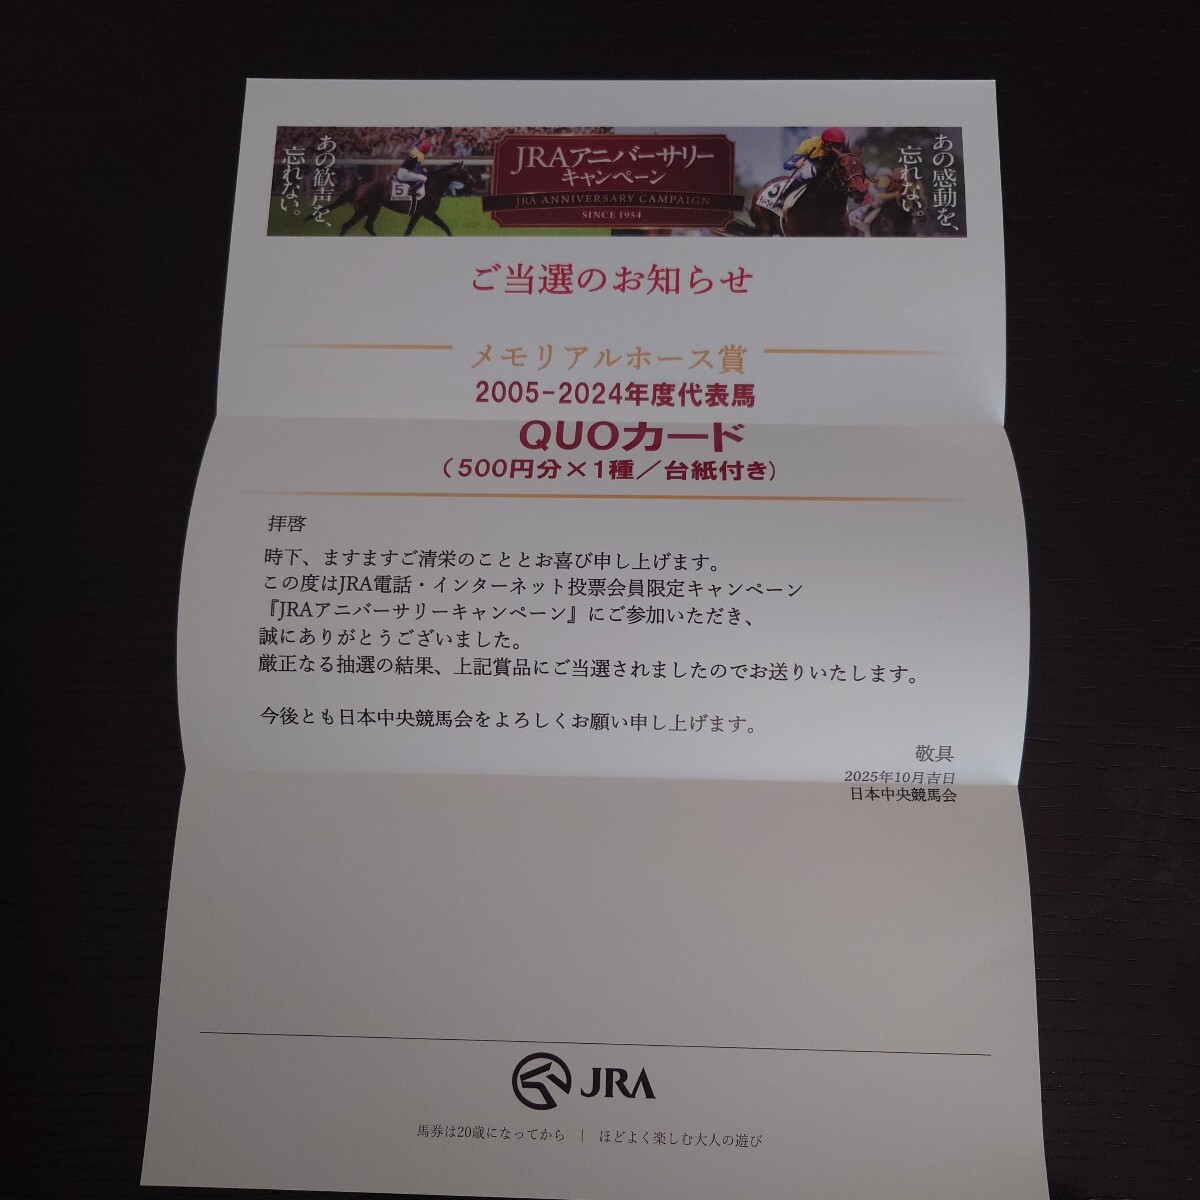 あの歓声を、
忘れない。
JRAアニバーサリー
キャンペーン
JRA ANNIVERSARY CAMPAIGN
SINCE 1954
あの感動を、
忘れない。
5
ご当選のお知らせ
メモリアルホース賞
2005-2024年度代表馬
QUOカード
(500円分×1種/台紙付き)
拝啓
時下、ますますご清栄のこととお喜び申し上げます。
この度はJRA電話・インターネット投票会員限定キャンペーン
『JRAアニバーサリーキャンペーン』にご参加いただき、
誠にありがとうございました。
厳正なる抽選の結果、上記賞品にご当選されましたのでお送りいたします。
今後とも日本中央競馬会をよろしくお願い申し上げます。
敬具
2025年10月吉日
日本中央競馬会
JRA
馬券は20歳になってから | ほどよく楽しむ大人の遊び